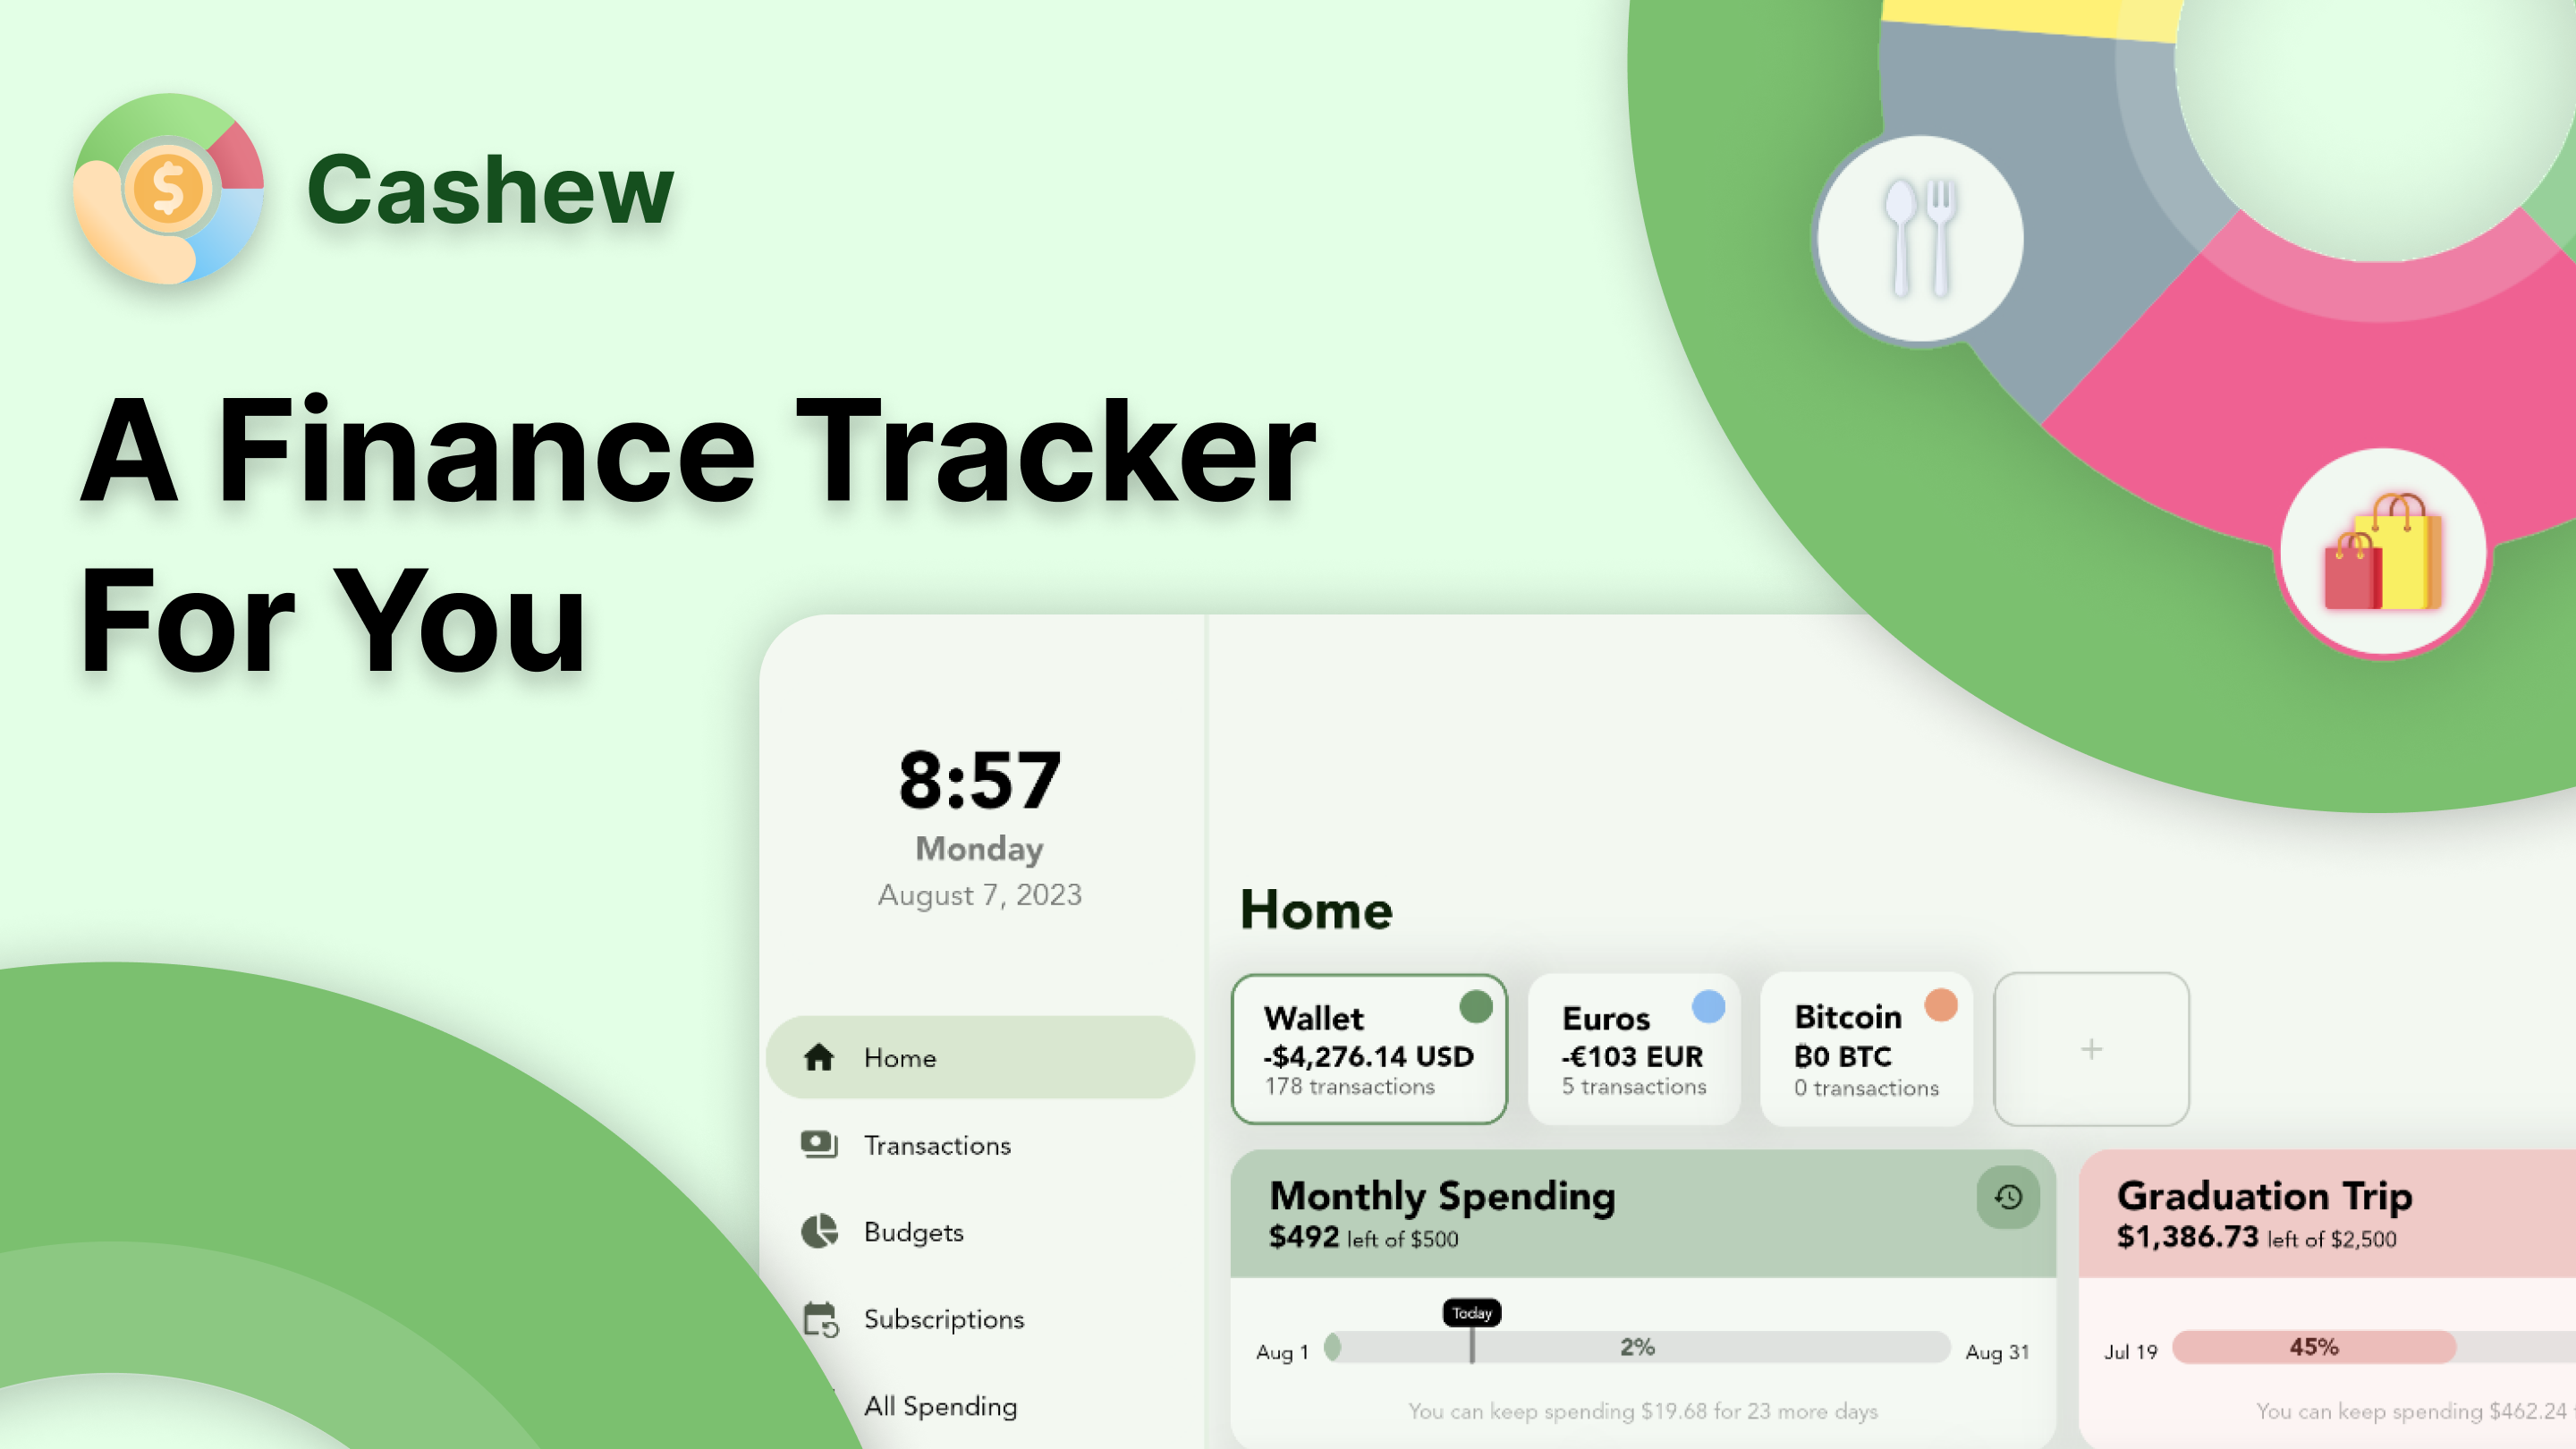 Cashew
A Finance Tracker
For You
8:57
Monday
August 7, 2023
Home
Transactions
Budgets
Subscriptions
All Spending
Home
Wallet
-$4,276.14 USD
178 transactions
Euros
-€103 EUR
5 transactions
Bitcoin
₿0 BTC
0 transactions
+
Monthly Spending
$492 left of $500
Today
Aug 1
2%
Aug 31
You can keep spending $19.68 for 23 more days
Graduation Trip
$1,386.73 left of $2,500
Jul 19
45%
You can keep spending $462.24